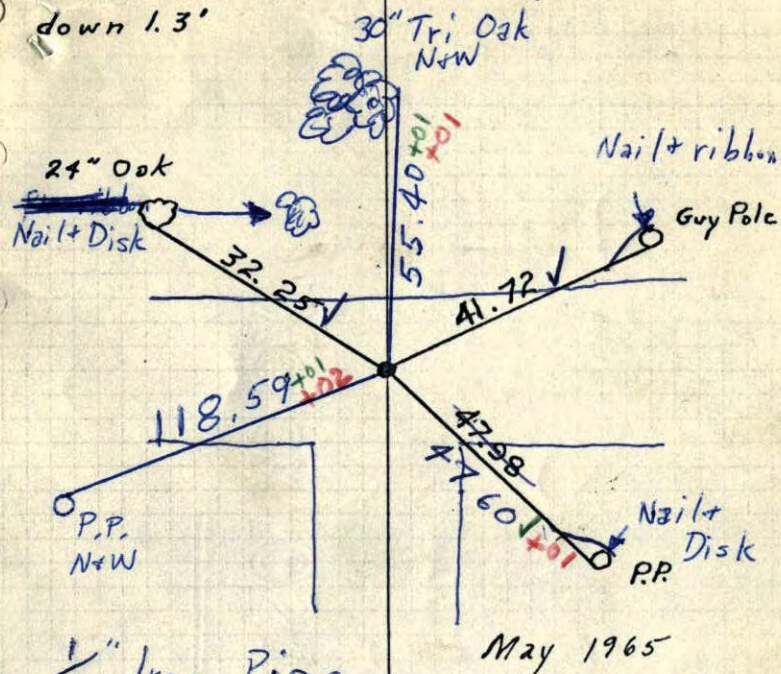 down 1.3'
30" Tri Oak
N+W
55.40 +01
+01
Nail + ribbon
Guy Pole
24" Oak
Nail + Disk
32.25 ✓
41.72 ✓
118.59 +01
+02
47.98
47.60 ✓
+01
P.P.
N+W
Nail +
Disk
P.P.
May 1965